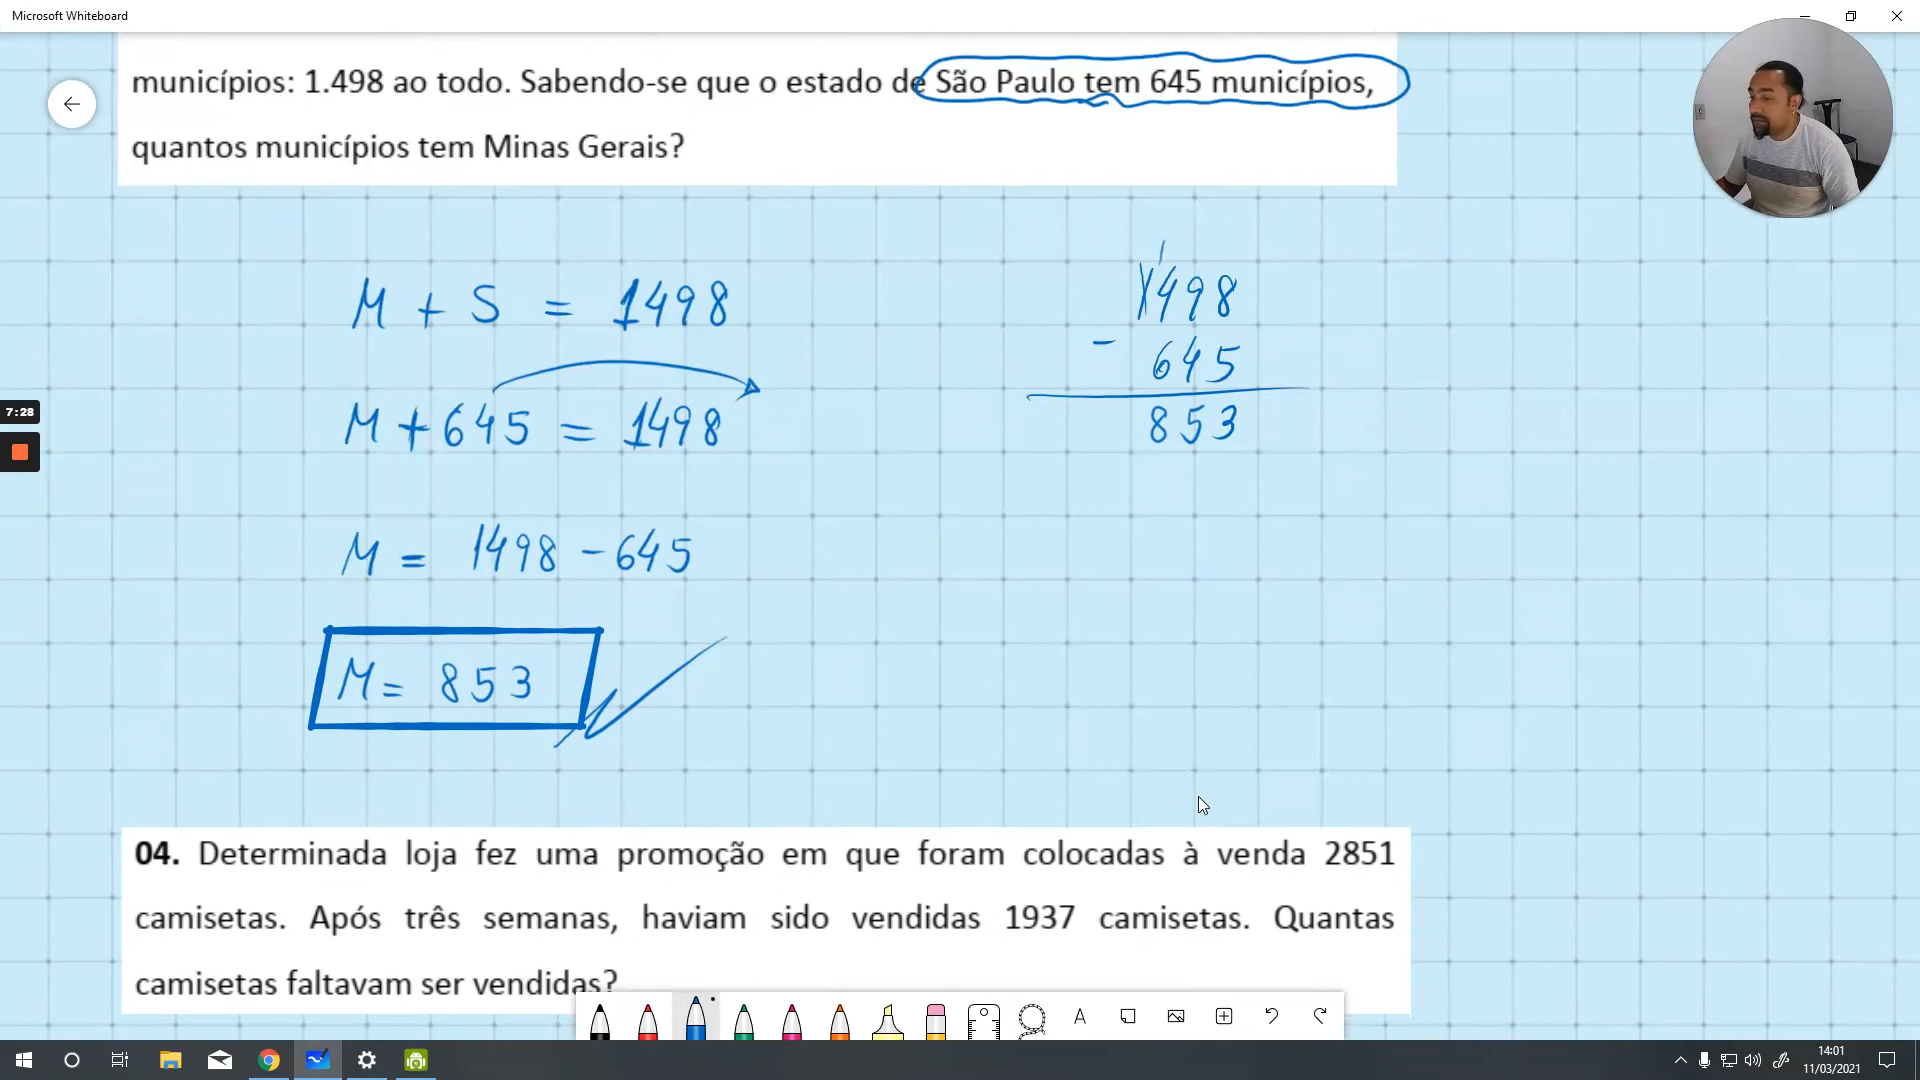 Microsoft Whiteboard
municípios: 1.498 ao todo. Sabendo-se que o estado de São Paulo tem 645 municípios,
quantos municípios tem Minas Gerais?
M + S = 1498
M + 645 = 1498
M = 1498 - 645
M = 853
1
1498
- 645
853
7:28
04. Determinada loja fez uma promoção em que foram colocadas à venda 2851
camisetas. Após três semanas, haviam sido vendidas 1937 camisetas. Quantas
camisetas faltavam ser vendidas?
A
14:01
11/03/2021